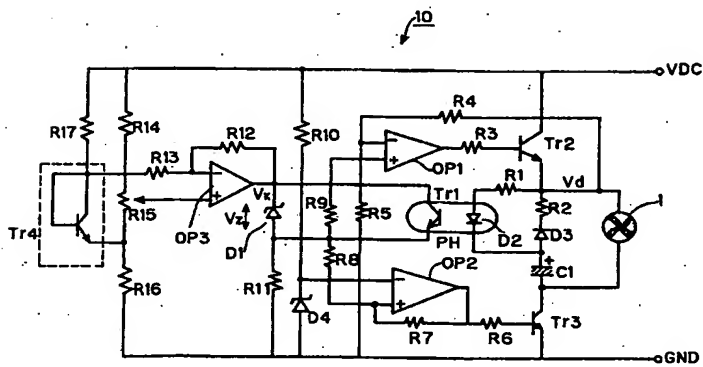 10
VDC
R4
R17
R14
R12
R10
R3
Tr2
R13
OP1
R1
Vd
R15
Vx
R9
R5
Tr1
R2
1
Tr4
OP3
Vz
D1
PH
D2
D3
R8
OP2
C1
R16
R11
D4
R7
R6
Tr3
GND